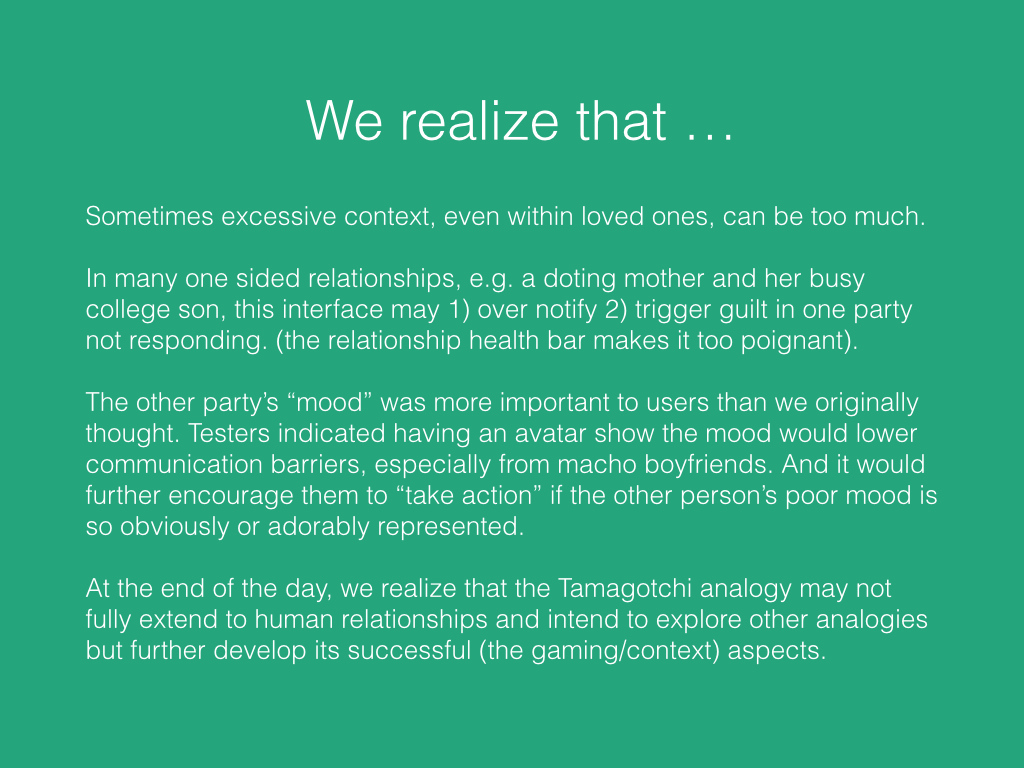 We realize that …
Sometimes excessive context, even within loved ones, can be too much.
In many one sided relationships, e.g. a doting mother and her busy
college son, this interface may 1) over notify 2) trigger guilt in one party
not responding. (the relationship health bar makes it too poignant).
The other party’s “mood” was more important to users than we originally
thought. Testers indicated having an avatar show the mood would lower
communication barriers, especially from macho boyfriends. And it would
further encourage them to “take action” if the other person’s poor mood is
so obviously or adorably represented.
At the end of the day, we realize that the Tamagotchi analogy may not
fully extend to human relationships and intend to explore other analogies
but further develop its successful (the gaming/context) aspects.